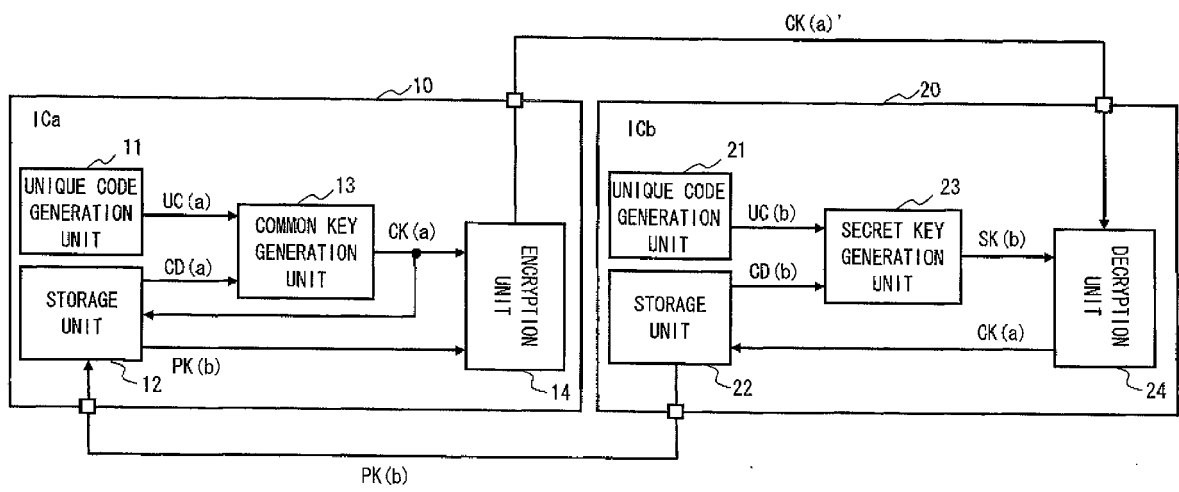 CK(a)'
10
20
ICa
ICb
11
UNIQUE CODE
GENERATION
UNIT
UC(a)
13
COMMON KEY
GENERATION
UNIT
CK(a)
CD(a)
STORAGE
UNIT
12
PK(b)
ENCRYPTION
UNIT
14
21
UNIQUE CODE
GENERATION
UNIT
UC(b)
23
SECRET KEY
GENERATION
UNIT
SK(b)
CD(b)
STORAGE
UNIT
22
CK(a)
DECRYPTION
UNIT
24
PK(b)